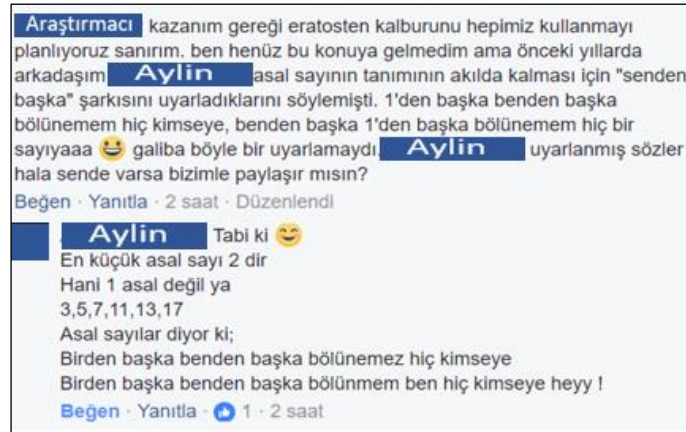 Araştırmacı kazanım gereği eratosten kalburunu hepimiz kullanmayı
planlıyoruz sanırım. ben henüz bu konuya gelmedim ama önceki yıllarda
arkadaşım Aylin asal sayının tanımının akılda kalması için "senden
başka" şarkısını uyarladıklarını söylemişti. 1'den başka benden başka
bölünemem hiç kimseye, benden başka 1'den başka bölünemem hiç bir
sayıyaaa 😃 galiba böyle bir uyarlamaydı. Aylin uyarlanmış sözler
hala sende varsa bizimle paylaşır mısın?
Beğen · Yanıtla · 2 saat · Düzenlendi
Aylin Tabi ki 😄
En küçük asal sayı 2 dir
Hani 1 asal değil ya
3,5,7,11,13,17
Asal sayılar diyor ki;
Birden başka benden başka bölünemez hiç kimseye
Birden başka benden başka bölünmem ben hiç kimseye heyy !
Beğen · Yanıtla · 1 · 2 saat